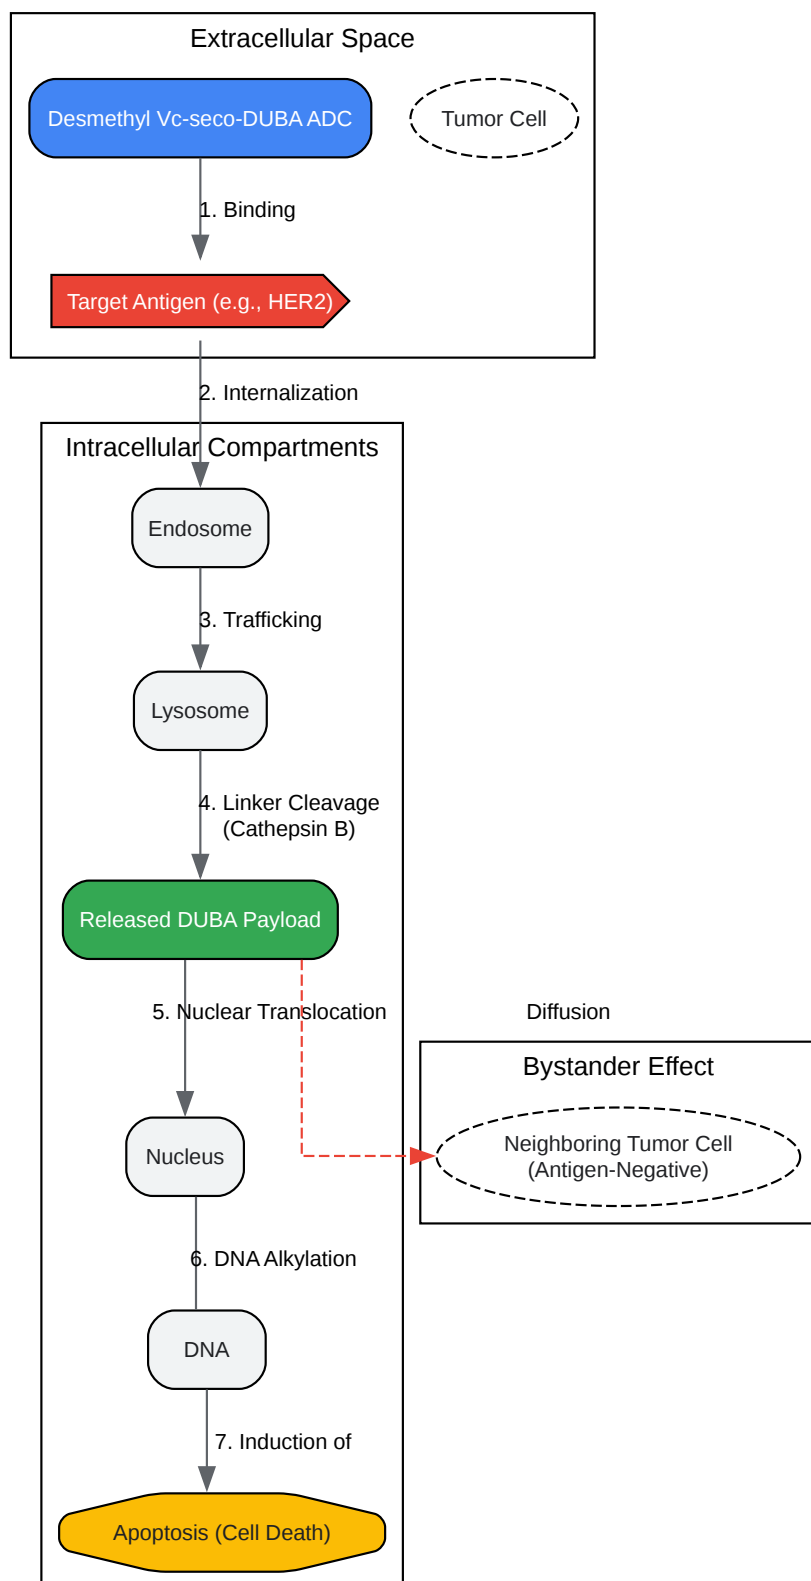 Extracellular Space
Desmethyl Vc-seco-DUBA ADC
Tumor Cell
1. Binding
Target Antigen (e.g., HER2)
2. Internalization
Intracellular Compartments
Endosome
3. Trafficking
Lysosome
4. Linker Cleavage
(Cathepsin B)
Released DUBA Payload
5. Nuclear Translocation
Diffusion
Bystander Effect
Neighboring Tumor Cell
(Antigen-Negative)
Nucleus
6. DNA Alkylation
DNA
7. Induction of
Apoptosis (Cell Death)